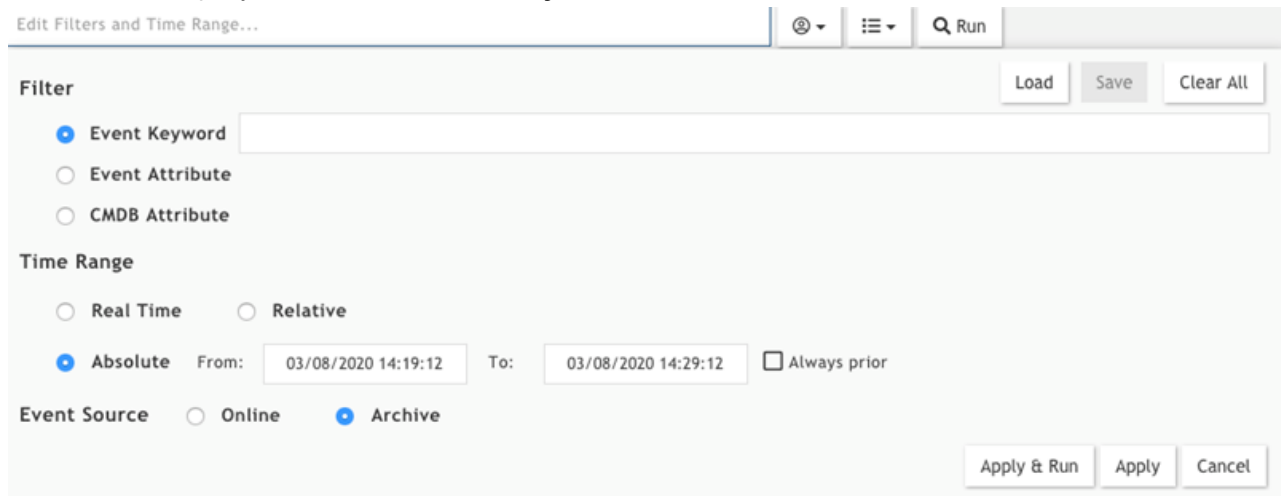 Edit Filters and Time Range...
Run
Filter
Load Save Clear All
Event Keyword
Event Attribute
CMDB Attribute
Time Range
Real Time Relative
Absolute From: 03/08/2020 14:19:12 To: 03/08/2020 14:29:12 Always prior
Event Source Online Archive
Apply & Run Apply Cancel